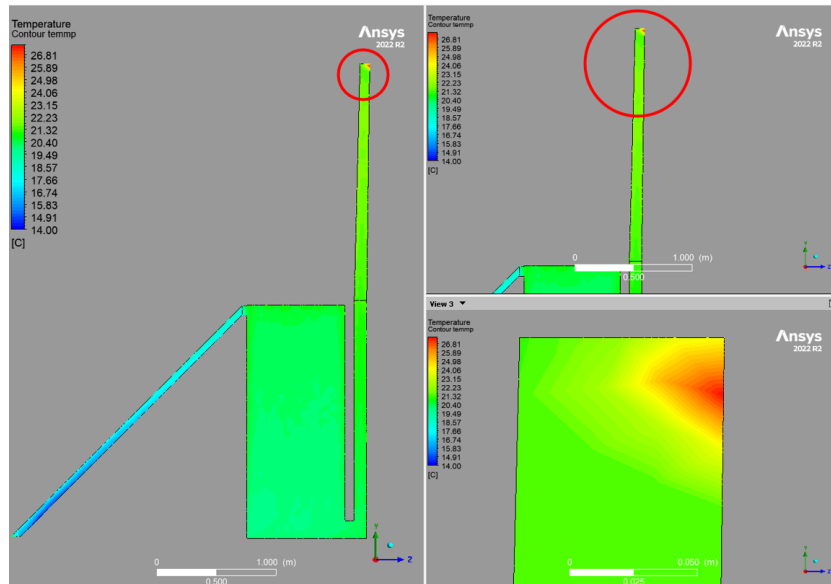 Temperature
Contour temmp
26.81
25.89
24.98
24.06
23.15
22.23
21.32
20.40
19.49
18.57
17.66
16.74
15.83
14.91
14.00
[C]
Ansys
2022 R2
0
1.000 (m)
0.500
Y
Z
Temperature
Contour temmp
26.81
25.89
24.98
24.06
23.15
22.23
21.32
20.40
19.49
18.57
17.66
16.74
15.83
14.91
14.00
[C]
Ansys
2022 R2
0
1.000 (m)
0.500
Y
Z
View 3
Temperature
Contour temmp
26.81
25.89
24.98
24.06
23.15
22.23
21.32
20.40
19.49
18.57
17.66
16.74
15.83
14.91
14.00
[C]
Ansys
2022 R2
0
0.050 (m)
0.025
Y
Z